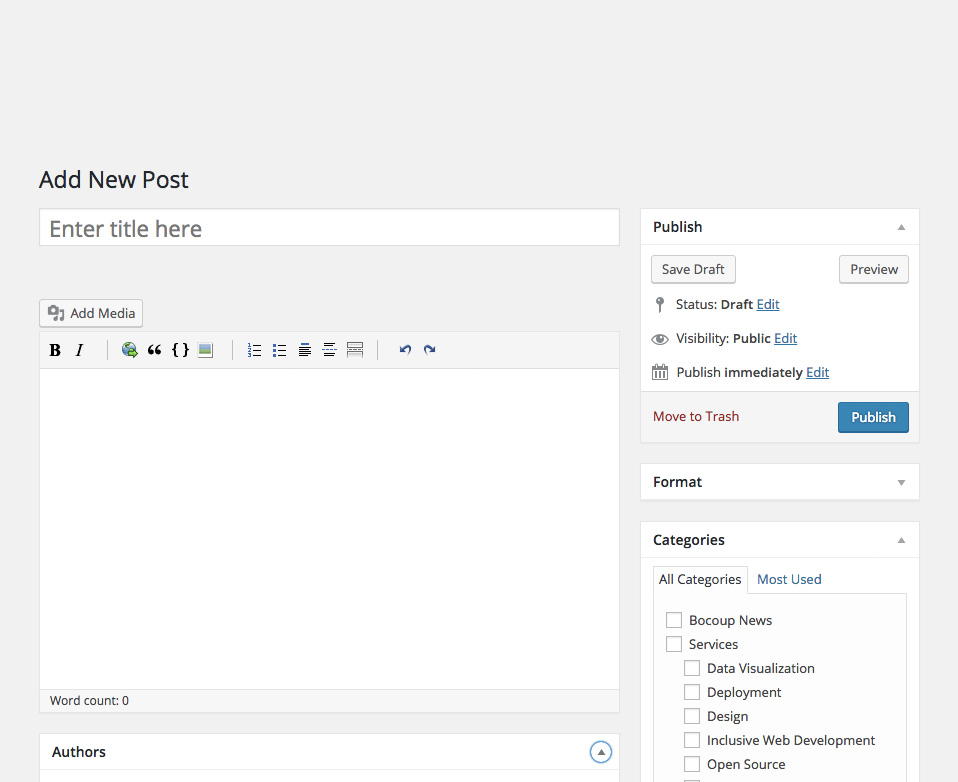 Add New Post
Enter title here
Add Media
B I
Word count: 0
Authors
Publish
Save Draft Preview
Status: Draft Edit
Visibility: Public Edit
Publish immediately Edit
Move to Trash Publish
Format
Categories
All Categories Most Used
Bocoup News
Services
Data Visualization
Deployment
Design
Inclusive Web Development
Open Source